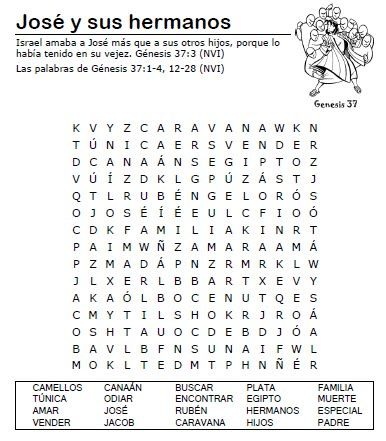 José y sus hermanos
Israel amaba a José más que a sus otros hijos, porque lo
había tenido en su vejez. Génesis 37:3 (NVI)
Las palabras de Génesis 37:1-4, 12-28 (NVI)
Genesis 37
K V Y Z C A R A V A N A W K N
T Ú N I C A E R S V E N D E R
D C A N A Á N S E G I P T O Z
V Ú Í Z D K L G P Ú Z Á S T J
Q T L R U B É N G E L O R Ó S
O J O S É Í É E U L C F I O Ó
C D K F A M I L I A K I N R T
P A I M W Ñ Z A M A R A A M Á
P Z M A D Á P N Z R M R K L W
J L X E R L B B A R T X E V Y
A K A Ó L B O C E N U T Q E S
C M Y T I L S H O K R J R O Á
O S H T A U O C D E B D J Ó A
B A V L B F N S U N A I F W L
M O K L T E D M T P H N Ñ É R
CAMELLOS CANAÁN BUSCAR PLATA FAMILIA
TÚNICA ODIAR ENCONTRAR EGIPTO MUERTE
AMAR JOSÉ RUBÉN HERMANOS ESPECIAL
VENDER JACOB CARAVANA HIJOS PADRE